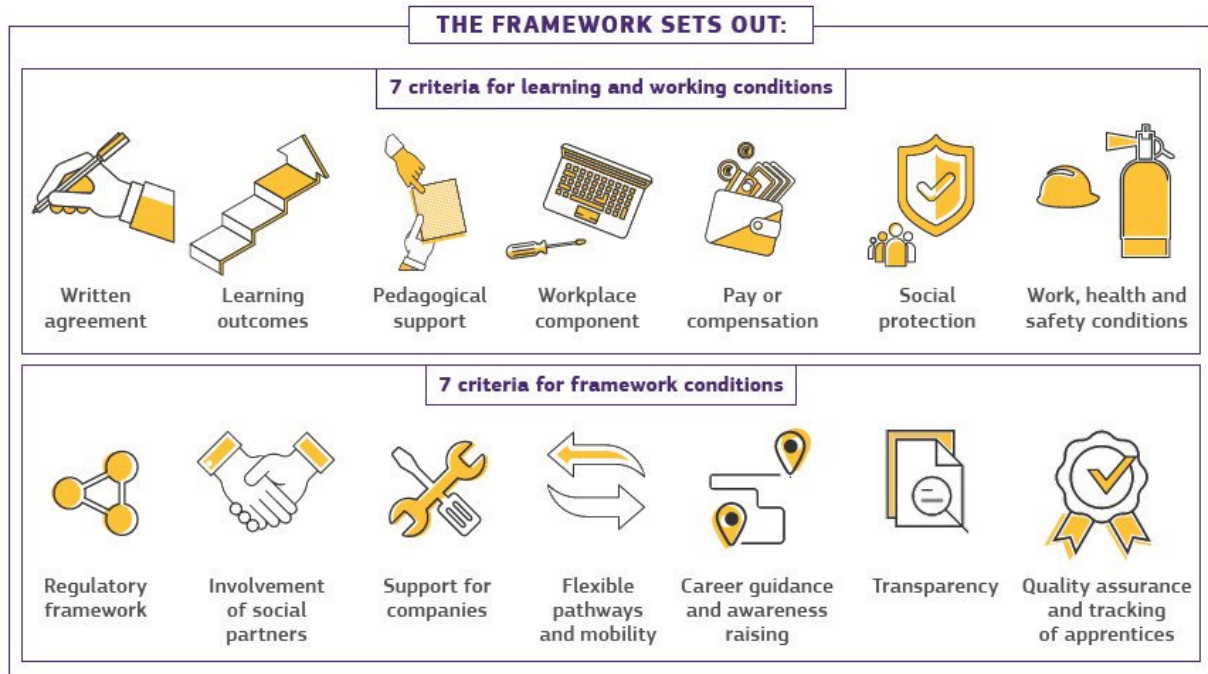 THE FRAMEWORK SETS OUT:
7 criteria for learning and working conditions
Written
agreement
Learning
outcomes
Pedagogical
support
Workplace
component
Pay or
compensation
Social
protection
Work, health and
safety conditions
7 criteria for framework conditions
Regulatory
framework
Involvement
of social
partners
Support for
companies
Flexible
pathways
and mobility
Career guidance
and awareness
raising
Transparency
Quality assurance
and tracking
of apprentices